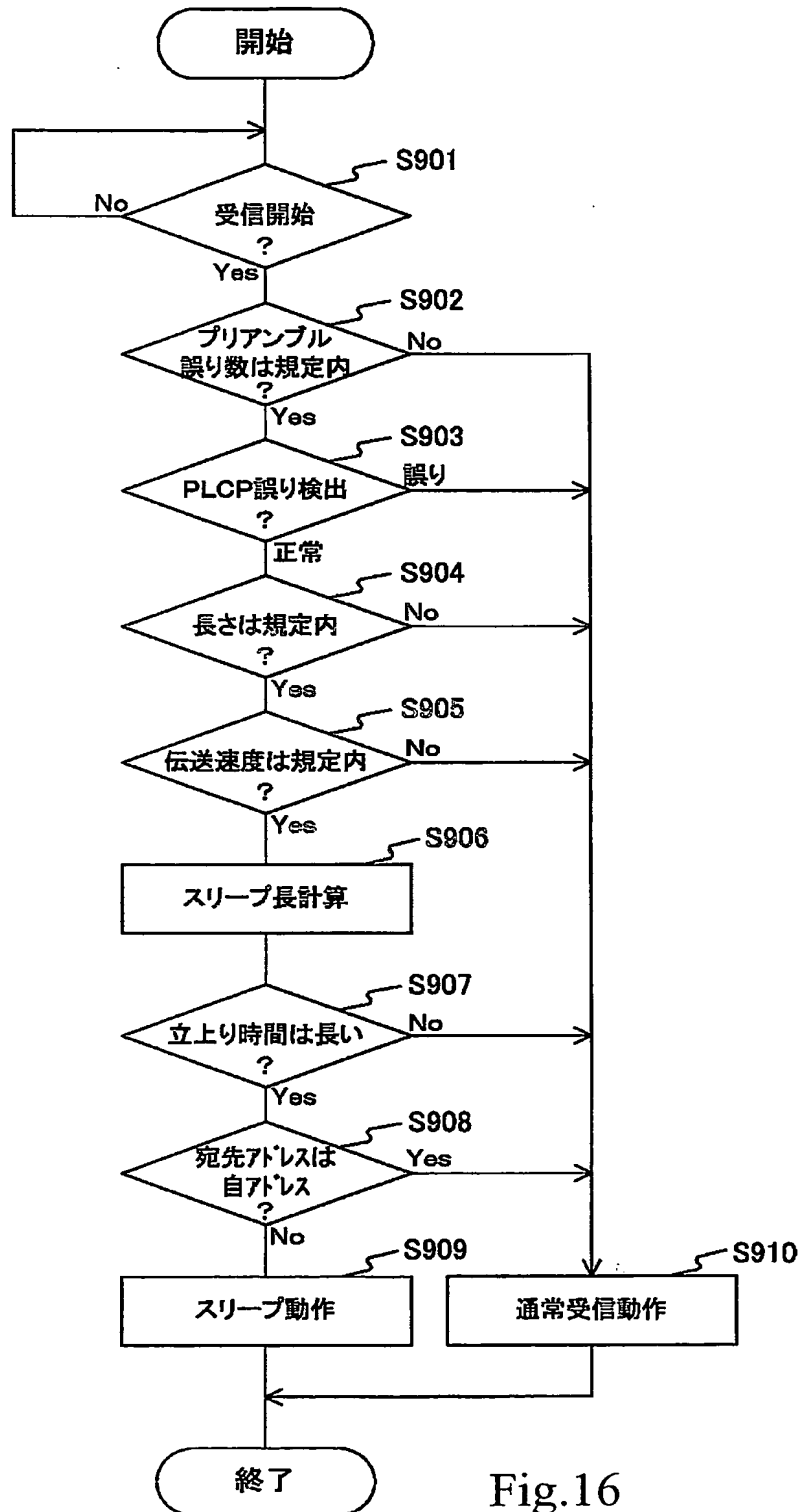 開始
S901
No
受信開始
?
Yes
S902
プリアンブル
誤り数は規定内
?
No
Yes
S903
PLCP誤り検出
?
誤り
正常
S904
長さは規定内
?
No
Yes
S905
伝送速度は規定内
?
No
Yes
S906
スリープ長計算
S907
立上り時間は長い
?
No
Yes
S908
宛先アドレスは
自アドレス
?
Yes
No
S909
スリープ動作
S910
通常受信動作
終了
Fig.16